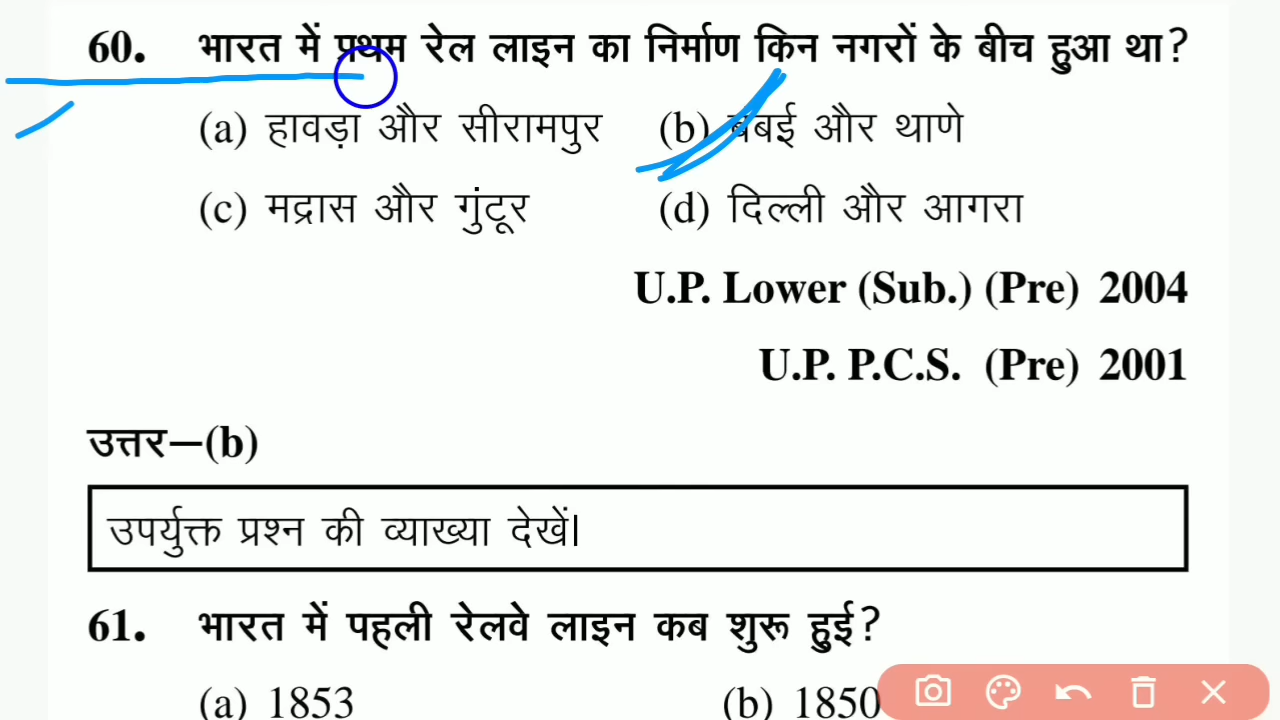 60. भारत में प्रथम रेल लाइन का निर्माण किन नगरों के बीच हुआ था?
(a) हावड़ा और सीरामपुर (b) बंबई और थाणे
(c) मद्रास और गुंटूर (d) दिल्ली और आगरा
U.P. Lower (Sub.) (Pre) 2004
U.P. P.C.S. (Pre) 2001
उत्तर—(b)
उपर्युक्त प्रश्न की व्याख्या देखें।
61. भारत में पहली रेलवे लाइन कब शुरू हुई?
(a) 1853 (b) 1850